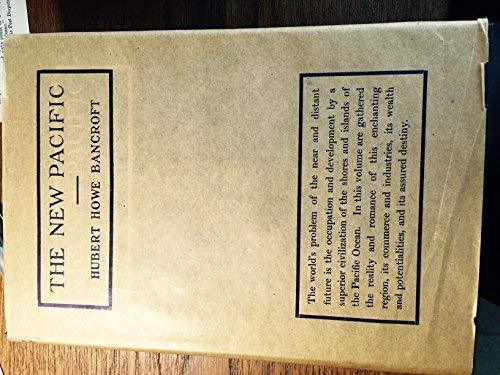 THE NEW PACIFIC
HUBERT HOWE BANCROFT
The world's problem of the near and distant
future is the occupation and development by a
superior civilization of the shores and islands of
the Pacific Ocean. In this volume are gathered
the reality and romance of this enchanting
region, its commerce and industries, its wealth
and potentialities, and its assured destiny.